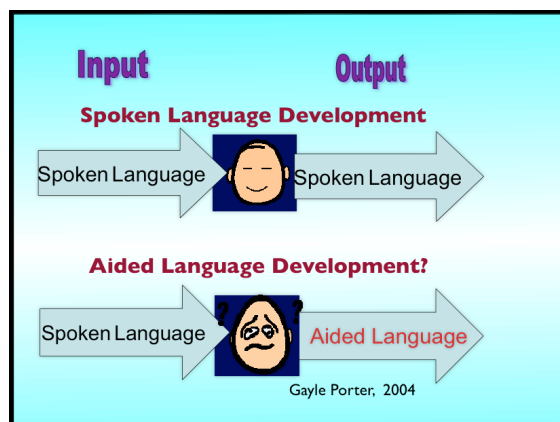 Input Output
Spoken Language Development
Spoken Language Spoken Language
Aided Language Development?
? ?
Spoken Language Aided Language
Gayle Porter, 2004